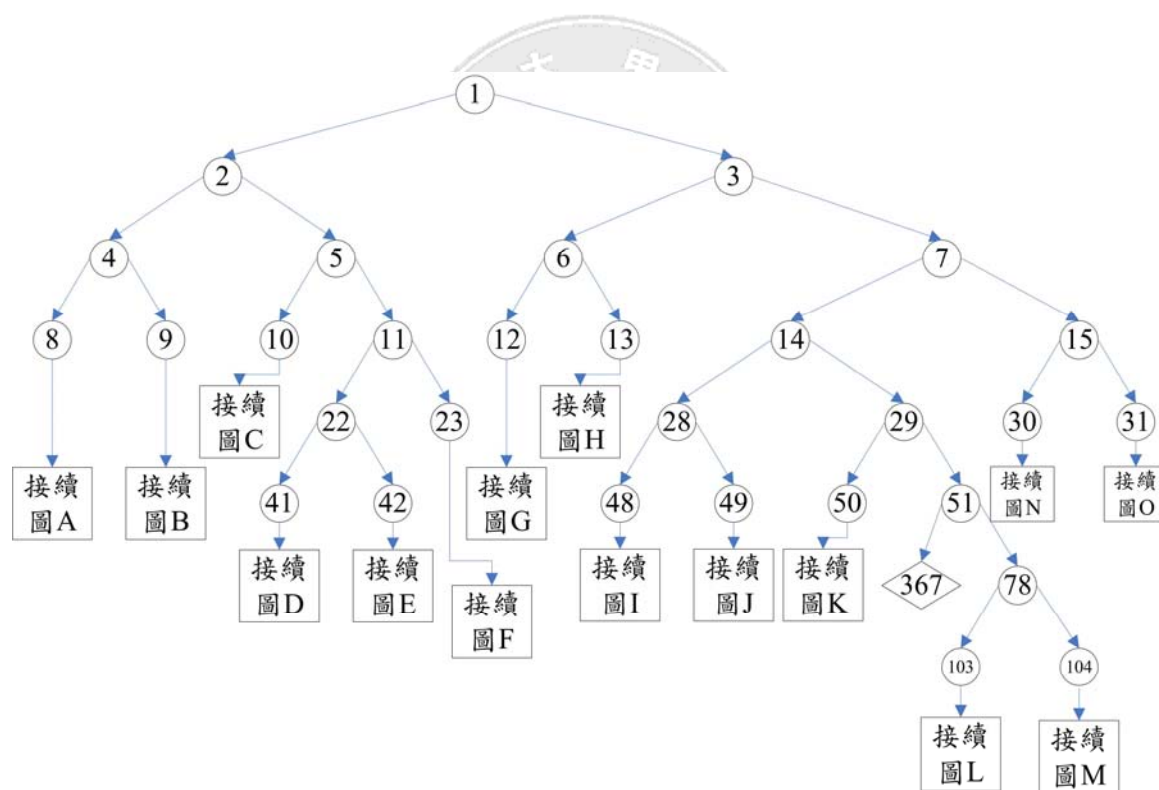 1
2
3
4
5
6
7
8
9
10
11
12
13
14
15
接續
圖C
22
23
接續
圖H
28
29
30
31
接續
圖A
接續
圖B
41
42
接續
圖G
48
49
50
51
接續
圖N
接續
圖O
接續
圖D
接續
圖E
接續
圖F
接續
圖I
接續
圖J
接續
圖K
367
78
103
104
接續
圖L
接續
圖M